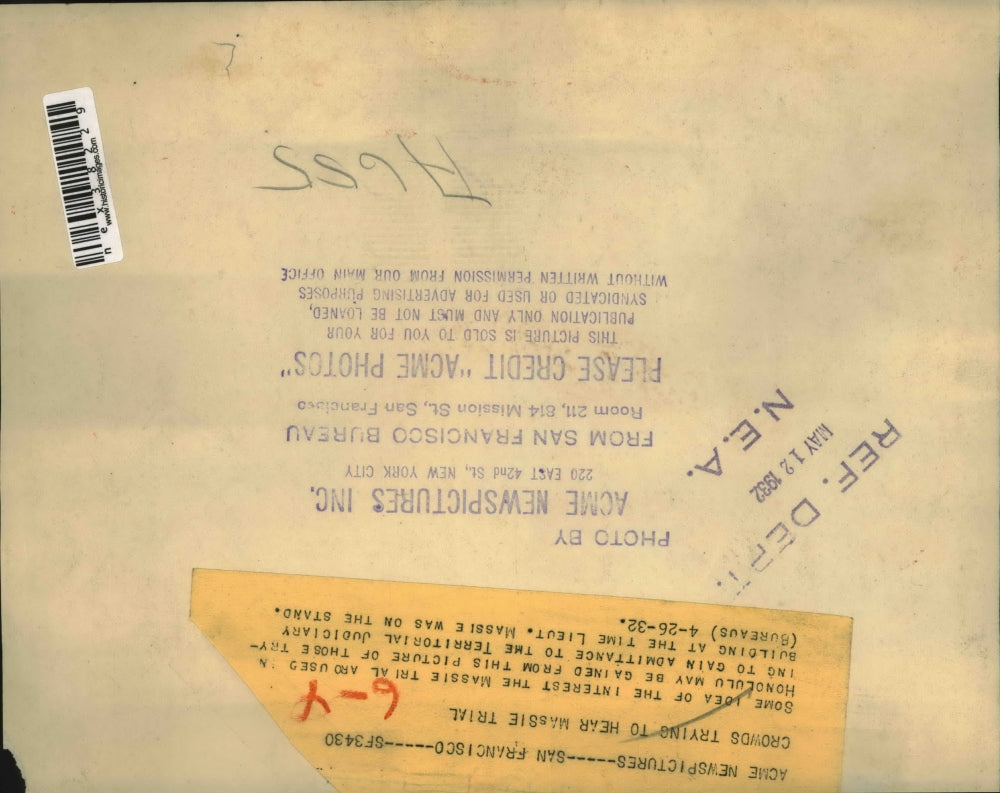 ACME NEWSPICTURES-----SAN FRANCISCO-----SF3430
CROWDS TRYING TO HEAR MASSIE TRIAL
SOME IDEA OF THE INTEREST THE MASSIE TRIAL AROUSED IN
HONOLULU MAY BE GAINED FROM THIS PICTURE OF THOSE TRY-
ING TO GAIN ADMITTANCE TO THE TERRITORIAL JUDICIARY
BUILDING AT THE TIME LIEUT. MASSIE WAS ON THE STAND.
(BUREAUS) 4-26-32.
PHOTO BY
ACME NEWSPICTURES INC.
220 EAST 42nd St., NEW YORK CITY
FROM SAN FRANCISCO BUREAU
Room 211, 814 Mission St., San Francisco
PLEASE CREDIT "ACME PHOTOS"
THIS PICTURE IS SOLD TO YOU FOR YOUR
PUBLICATION ONLY AND MUST NOT BE LOANED,
SYNDICATED OR USED FOR ADVERTISING PURPOSES
WITHOUT WRITTEN PERMISSION FROM OUR MAIN OFFICE
REF. DEPT.
MAY 12 1932
N.E.A.
www.historicimages.com